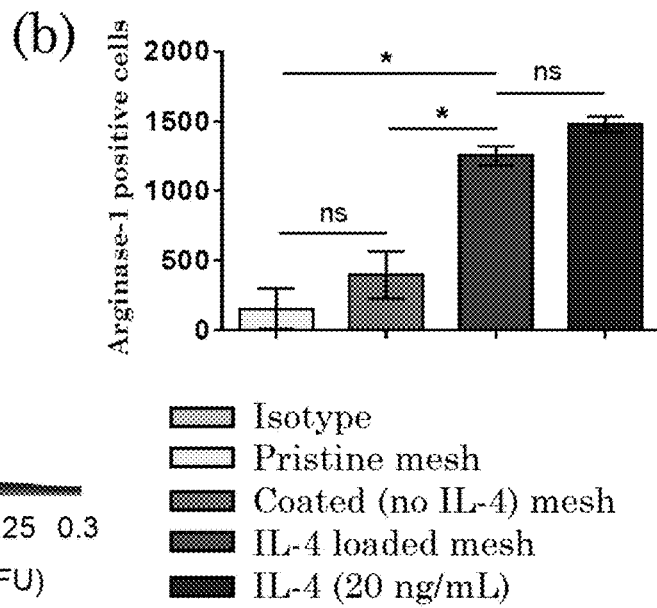 (b)
Arginase-1 positive cells
2000
1500
1000
500
0
*
*
ns
ns
Isotype
Pristine mesh
Coated (no IL-4) mesh
IL-4 loaded mesh
IL-4 (20 ng/mL)
25 0.3
FU)